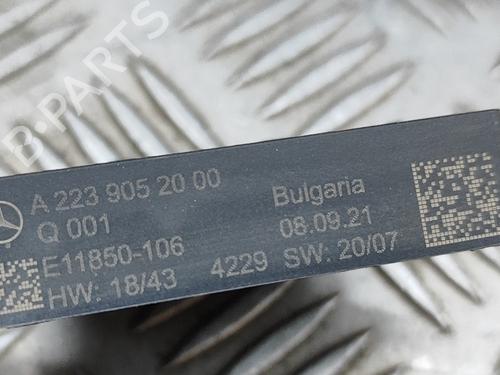 B-PARTS
A 223 905 20 00 Bulgaria
Q 001 08.09.21
E11850-106
HW: 18/43 4229 SW: 20/07